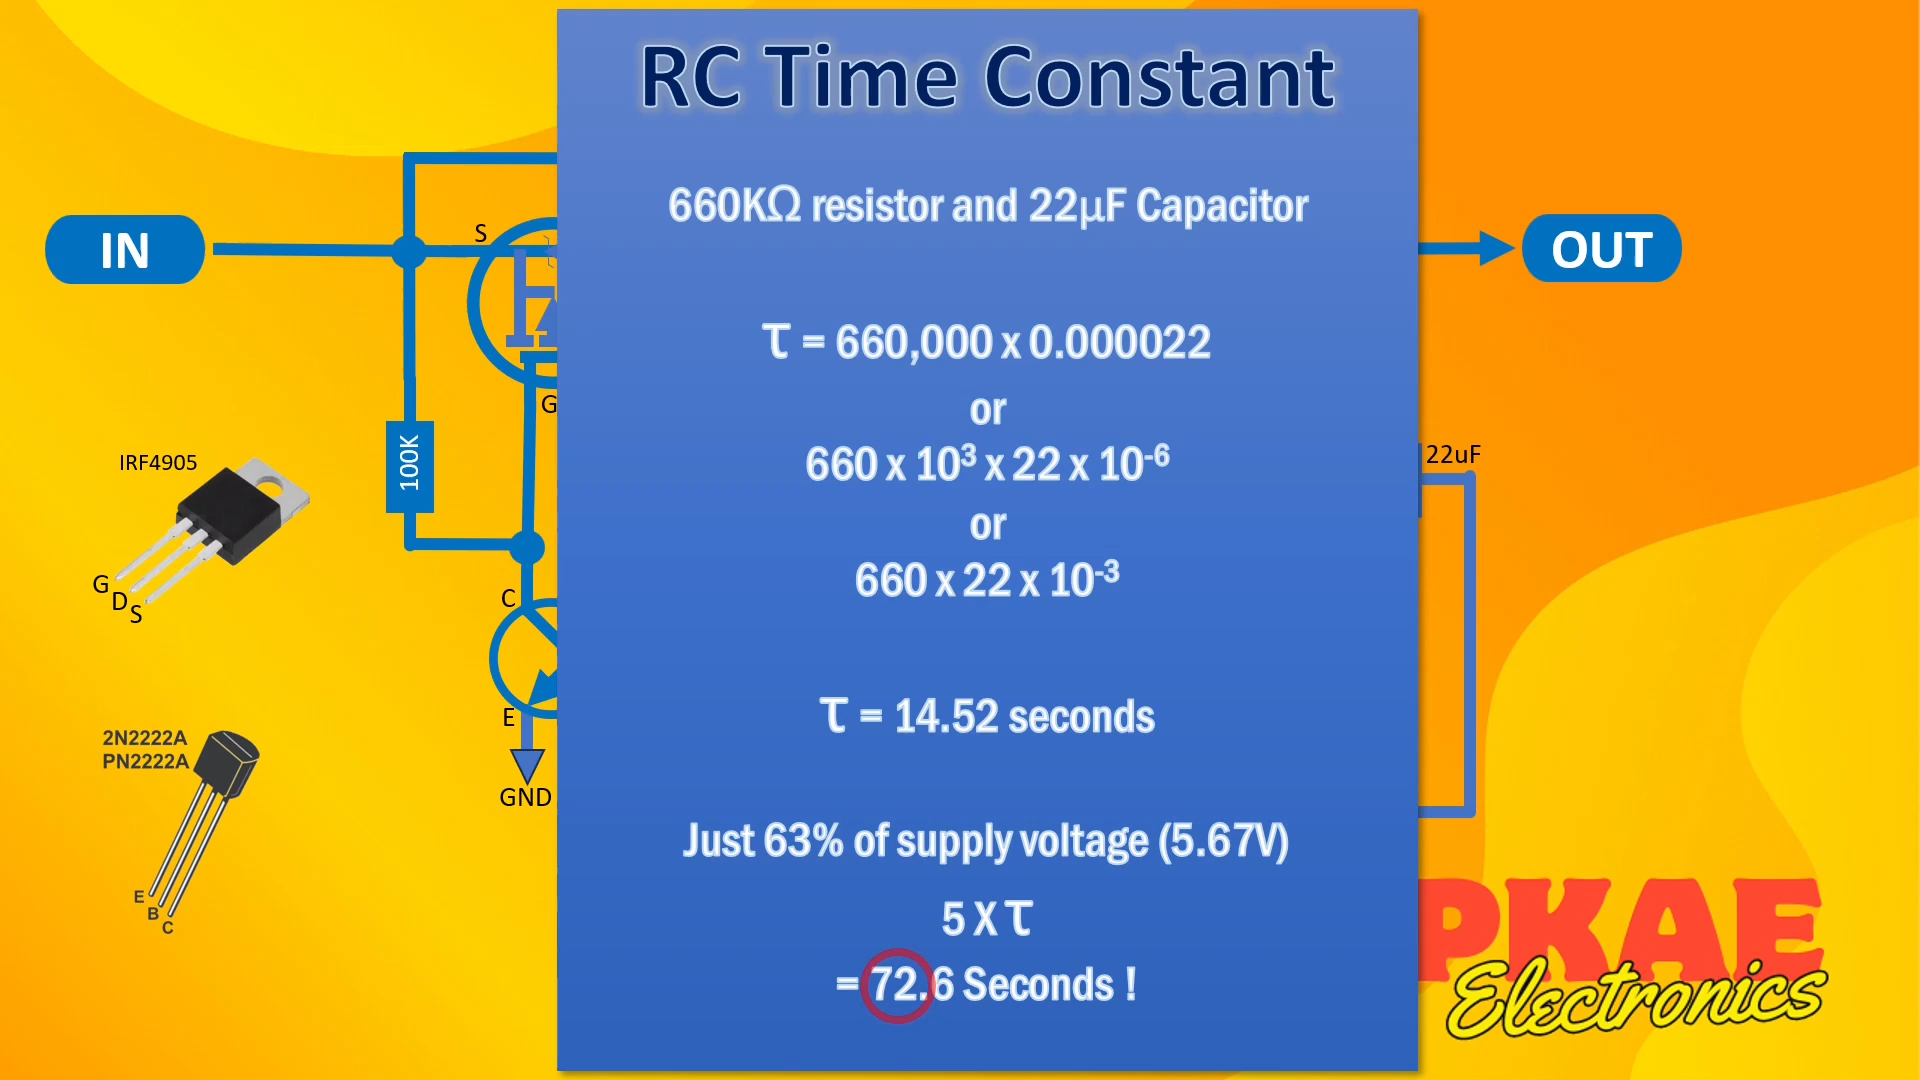 RC Time Constant
660KΩ resistor and 22µF Capacitor
τ = 660,000 x 0.000022
or
660 x 10³ x 22 x 10⁻⁶
or
660 x 22 x 10⁻³
τ = 14.52 seconds
Just 63% of supply voltage (5.67V)
5 X τ
= 72.6 Seconds !
IN
S
OUT
G
100K
22uF
IRF4905
G
D
S
C
E
GND
2N2222A
PN2222A
E
B
C
PKAE
Electronics